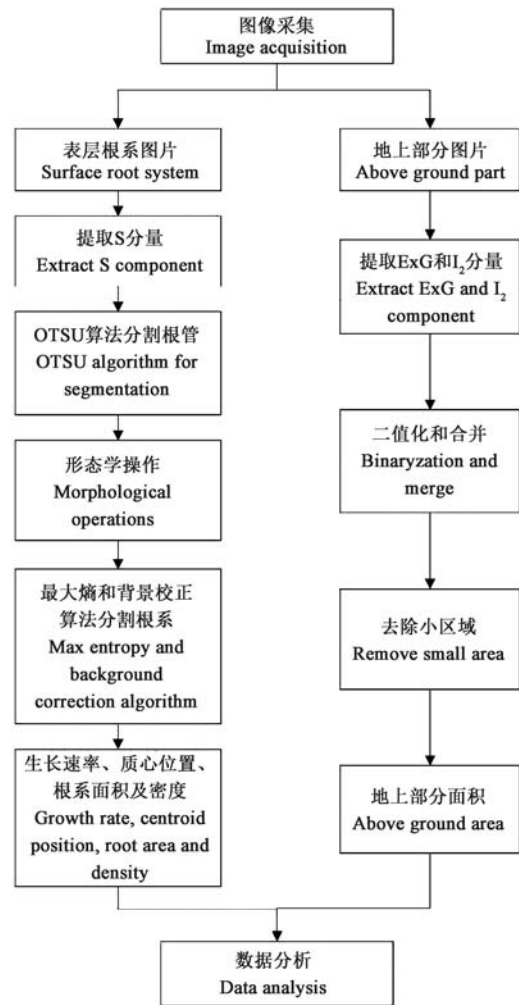 图像采集
Image acquisition
表层根系图片
Surface root system
提取S分量
Extract S component
OTSU算法分割根管
OTSU algorithm for
segmentation
形态学操作
Morphological
operations
最大熵和背景校正
算法分割根系
Max entropy and
background
correction algorithm
生长速率、质心位置、
根系面积及密度
Growth rate, centroid
position, root area and
density
地上部分图片
Above ground part
提取ExG和I₂分量
Extract ExG and I₂
component
二值化和合并
Binaryzation and
merge
去除小区域
Remove small area
地上部分面积
Above ground area
数据分析
Data analysis